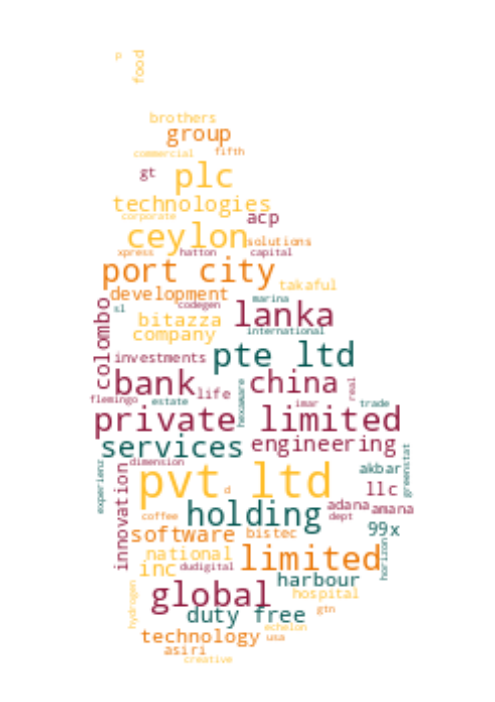 p
food
brothers
group
commercial fifth
gt plc
technologies
corporate acp
ceylon solutions
xpress hatton capital
port city
takaful
development marina
sl codegen
colombo
bitazza lanka
company international
investments pte ltd
bank life china
hexaware
real
flemingo estate imar trade
private limited
services engineering
experienz dimension akbar
greenstat
innovation
pvt ltd
d llc
holding adana amana
coffee dept
software bistec 99x
national limited
horizon
inc dudigital harbour
hydrogen
global hospital
duty free gtn
echelon
technology usa
asiri
creative